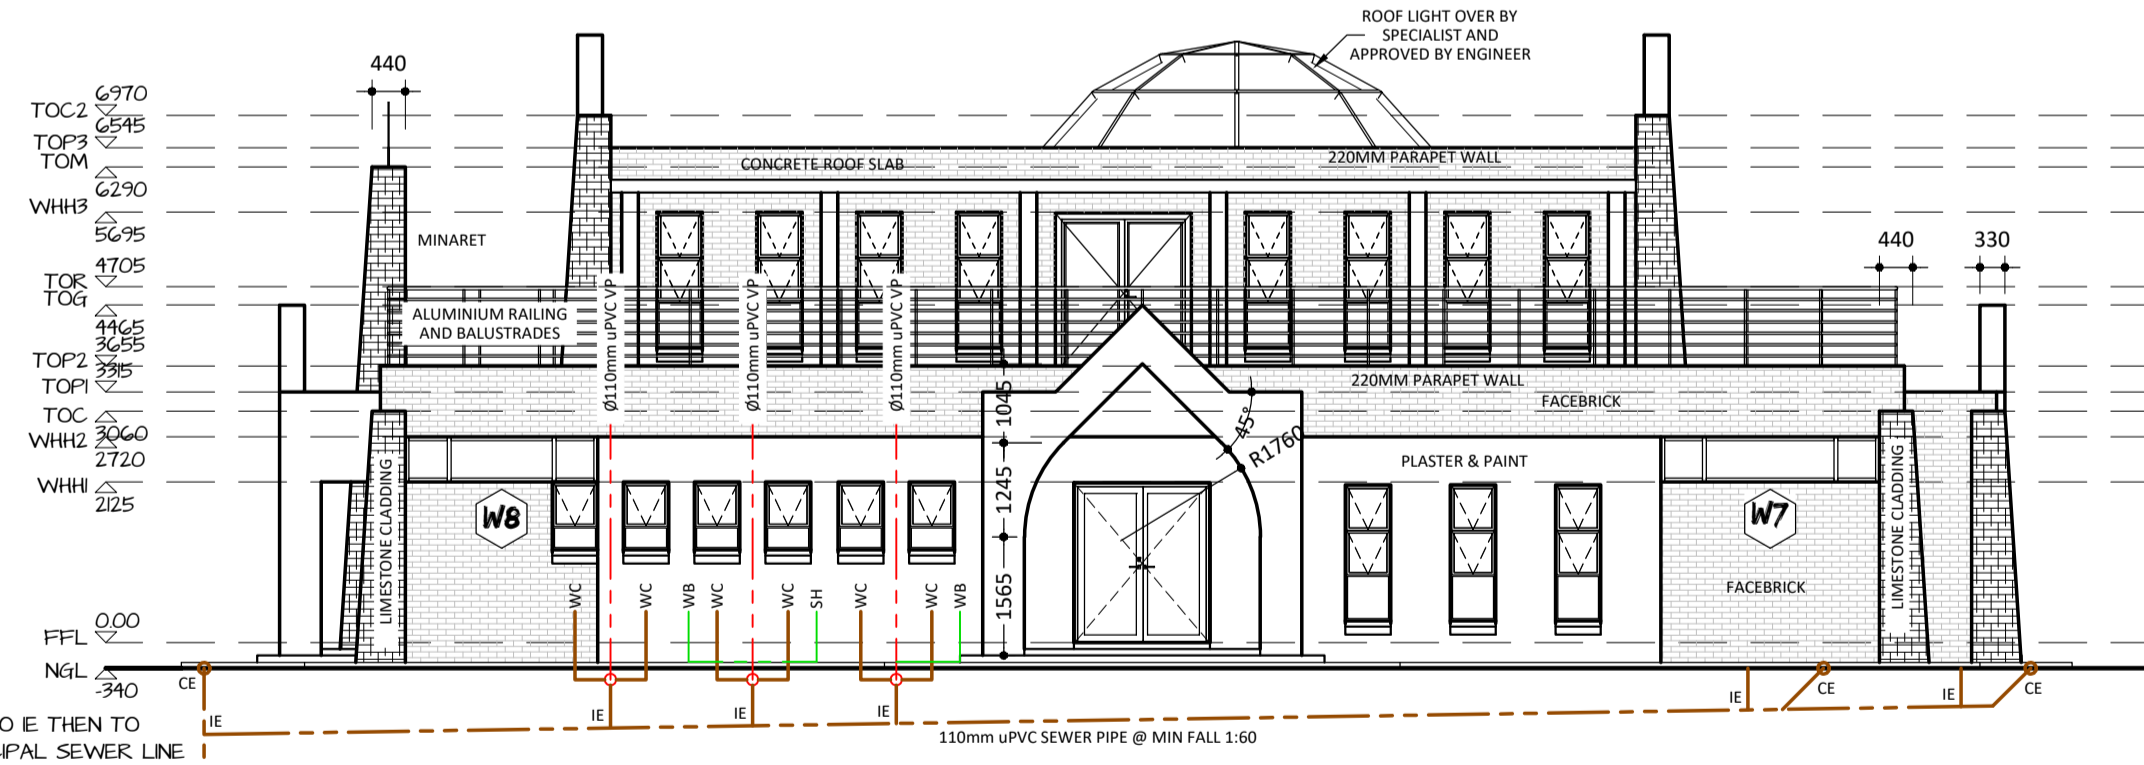 ROOF LIGHT OVER BY
SPECIALIST AND
APPROVED BY ENGINEER
440
6970
TOC2
6545
TOP3
TOM
6290
WHH3
5695
4705
TOR
TOG
4465
3655
TOP2
3315
TOP1
TOC
3060
WHH2
2720
WHH1
2125
0.00
FFL
NGL
-340
CONCRETE ROOF SLAB
220MM PARAPET WALL
MINARET
440
330
ALUMINIUM RAILING
AND BALUSTRADES
Ø110mm uPVC VP
Ø110mm uPVC VP
Ø110mm uPVC VP
220MM PARAPET WALL
FACEBRICK
1045
45°
R1760
1245
1565
PLASTER & PAINT
LIMESTONE CLADDING
W8
W7
LIMESTONE CLADDING
FACEBRICK
WC
WC
WB
WC
WC
SH
WC
WC
WB
CE
IE
IE
IE
IE
IE
CE
IE
CE
O IE THEN TO
IPAL SEWER LINE
110mm uPVC SEWER PIPE @ MIN FALL 1:60